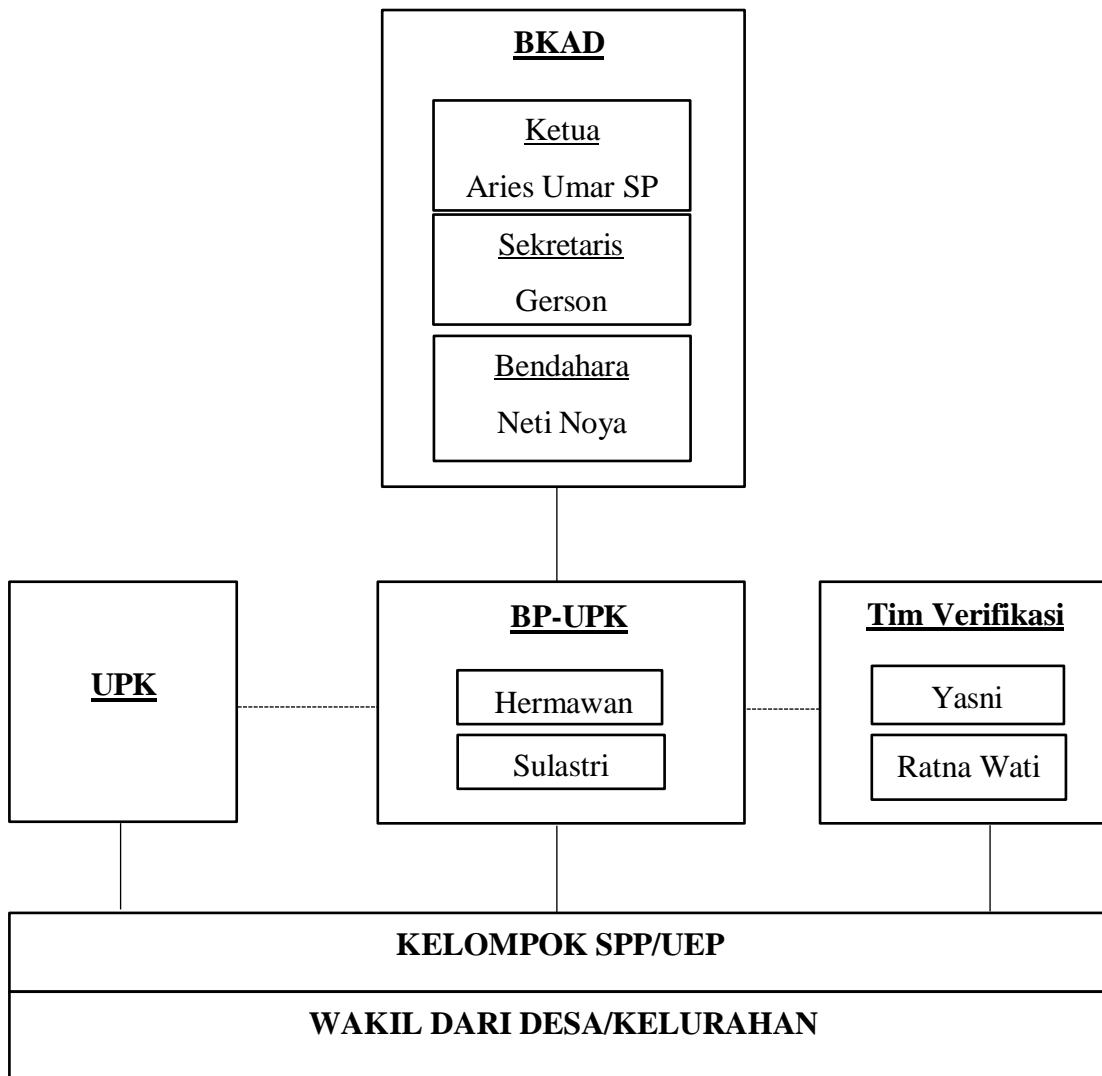 BKAD
Ketua
Aries Umar SP
Sekretaris
Gerson
Bendahara
Neti Noya
UPK
BP-UPK
Hermawan
Sulastri
Tim Verifikasi
Yasni
Ratna Wati
KELOMPOK SPP/UEP
WAKIL DARI DESA/KELURAHAN